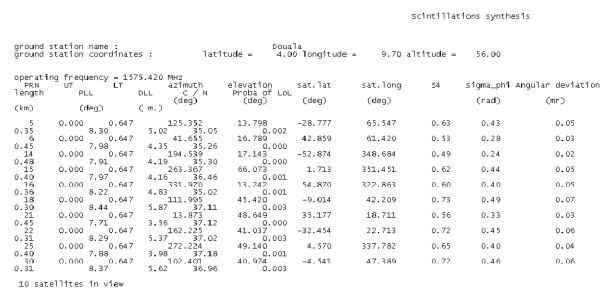 Scintillations synthesis
ground station name : Douala
ground station coordinates : latitude = 4.00 longitude = 9.70 altitude = 56.00
operating frequency = 1575.420 MHz
PRN UT LT azimuth elevation sat.lat sat.long S4 sigma_phi Angular deviation
length PLL DLL C / N Proba of LoL
(deg) (deg) (deg) (deg) (rad) (mr)
(km) (dAg) ( m.)
5 0.000 0.647 125.352 13.798 -28.777 65.547 0.63 0.43 0.05
0.35 8.30 5.02 35.05 0.002
6 0.000 0.647 41.655 16.789 42.859 61.420 0.53 0.28 0.03
0.45 7.98 4.35 35.26 0.000
14 0.000 0.647 194.539 17.143 -52.874 348.684 0.49 0.24 0.02
0.48 7.91 4.19 35.30 0.000
15 0.000 0.647 263.367 66.073 1.713 351.451 0.62 0.44 0.05
0.40 7.97 4.16 36.46 0.001
16 0.000 0.647 331.970 13.242 54.870 322.863 0.60 0.40 0.05
0.36 8.22 4.83 35.02 0.001
18 0.000 0.647 111.995 45.420 -9.014 42.209 0.73 0.49 0.07
0.30 8.44 5.87 37.11 0.003
21 0.000 0.647 13.873 48.649 35.177 18.711 0.56 0.33 0.03
0.45 7.71 3.56 37.12 0.000
22 0.000 0.647 162.225 41.037 -32.454 22.713 0.72 0.45 0.06
0.31 8.29 5.37 37.02 0.003
25 0.000 0.647 272.224 49.140 4.570 337.782 0.65 0.40 0.04
0.40 7.88 3.98 37.18 0.001
30 0.000 0.647 102.401 40.974 -4.541 47.389 0.72 0.46 0.06
0.31 8.37 5.62 36.96 0.003
10 satellites in view